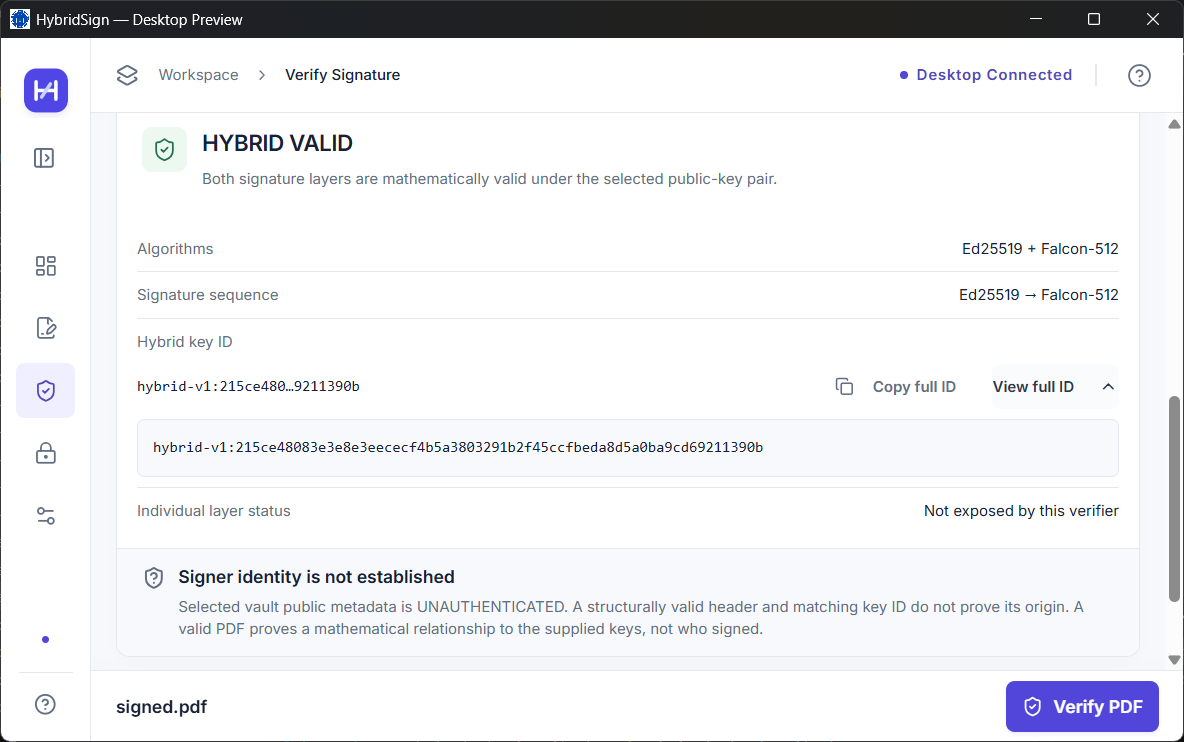 HybridSign — Desktop Preview
Workspace > Verify Signature
Desktop Connected
HYBRID VALID
Both signature layers are mathematically valid under the selected public-key pair.
Algorithms Ed25519 + Falcon-512
Signature sequence Ed25519 → Falcon-512
Hybrid key ID
hybrid-v1:215ce480…9211390b Copy full ID View full ID
hybrid-v1:215ce48083e3e8e3eececf4b5a3803291b2f45ccfbeda8d5a0ba9cd69211390b
Individual layer status Not exposed by this verifier
Signer identity is not established
Selected vault public metadata is UNAUTHENTICATED. A structurally valid header and matching key ID do not prove its origin. A
valid PDF proves a mathematical relationship to the supplied keys, not who signed.
signed.pdf Verify PDF